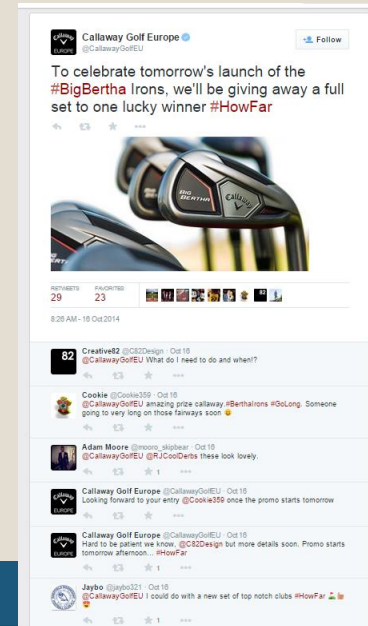 Callaway Golf Europe
@CallawayGolfEU
Follow
To celebrate tomorrow's launch of the
#BigBertha Irons, we'll be giving away a full
set to one lucky winner #HowFar
BIG
BERTHA
Callaway
RETWEETS
29
FAVORITES
23
8:26 AM - 16 Oct 2014
Creative82 @C82Design · Oct 16
@CallawayGolfEU What do I need to do and when!?
Cookie @Cookie359 · Oct 16
@CallawayGolfEU amazing prize callaway.#BerthaIrons #GoLong. Someone
going to very long on those fairways soon 😀
Adam Moore @mooro_skipbear · Oct 16
@CallawayGolfEU @RJCoolDerbs these look lovely.
1
Callaway Golf Europe @CallawayGolfEU · Oct 16
Looking forward to your entry @Cookie359 once the promo starts tomorrow
Callaway Golf Europe @CallawayGolfEU · Oct 16
Hard to be patient we know, @C82Design but more details soon. Promo starts
tomorrow afternoon... #HowFar
1
Jaybo @jaybo321 · Oct 16
@CallawayGolfEU I could do with a new set of top notch clubs #HowFar
1